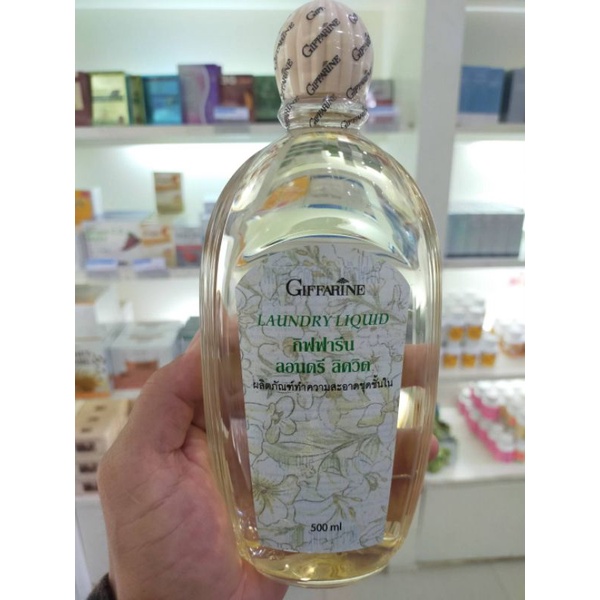 GIFFARINE
GIFFARINE
LAUNDRY LIQUID
กิฟฟารีน
ลอนดรี ลิควิด
ผลิตภัณฑ์ทำความสะอาดชุดชั้นใน
500 ml